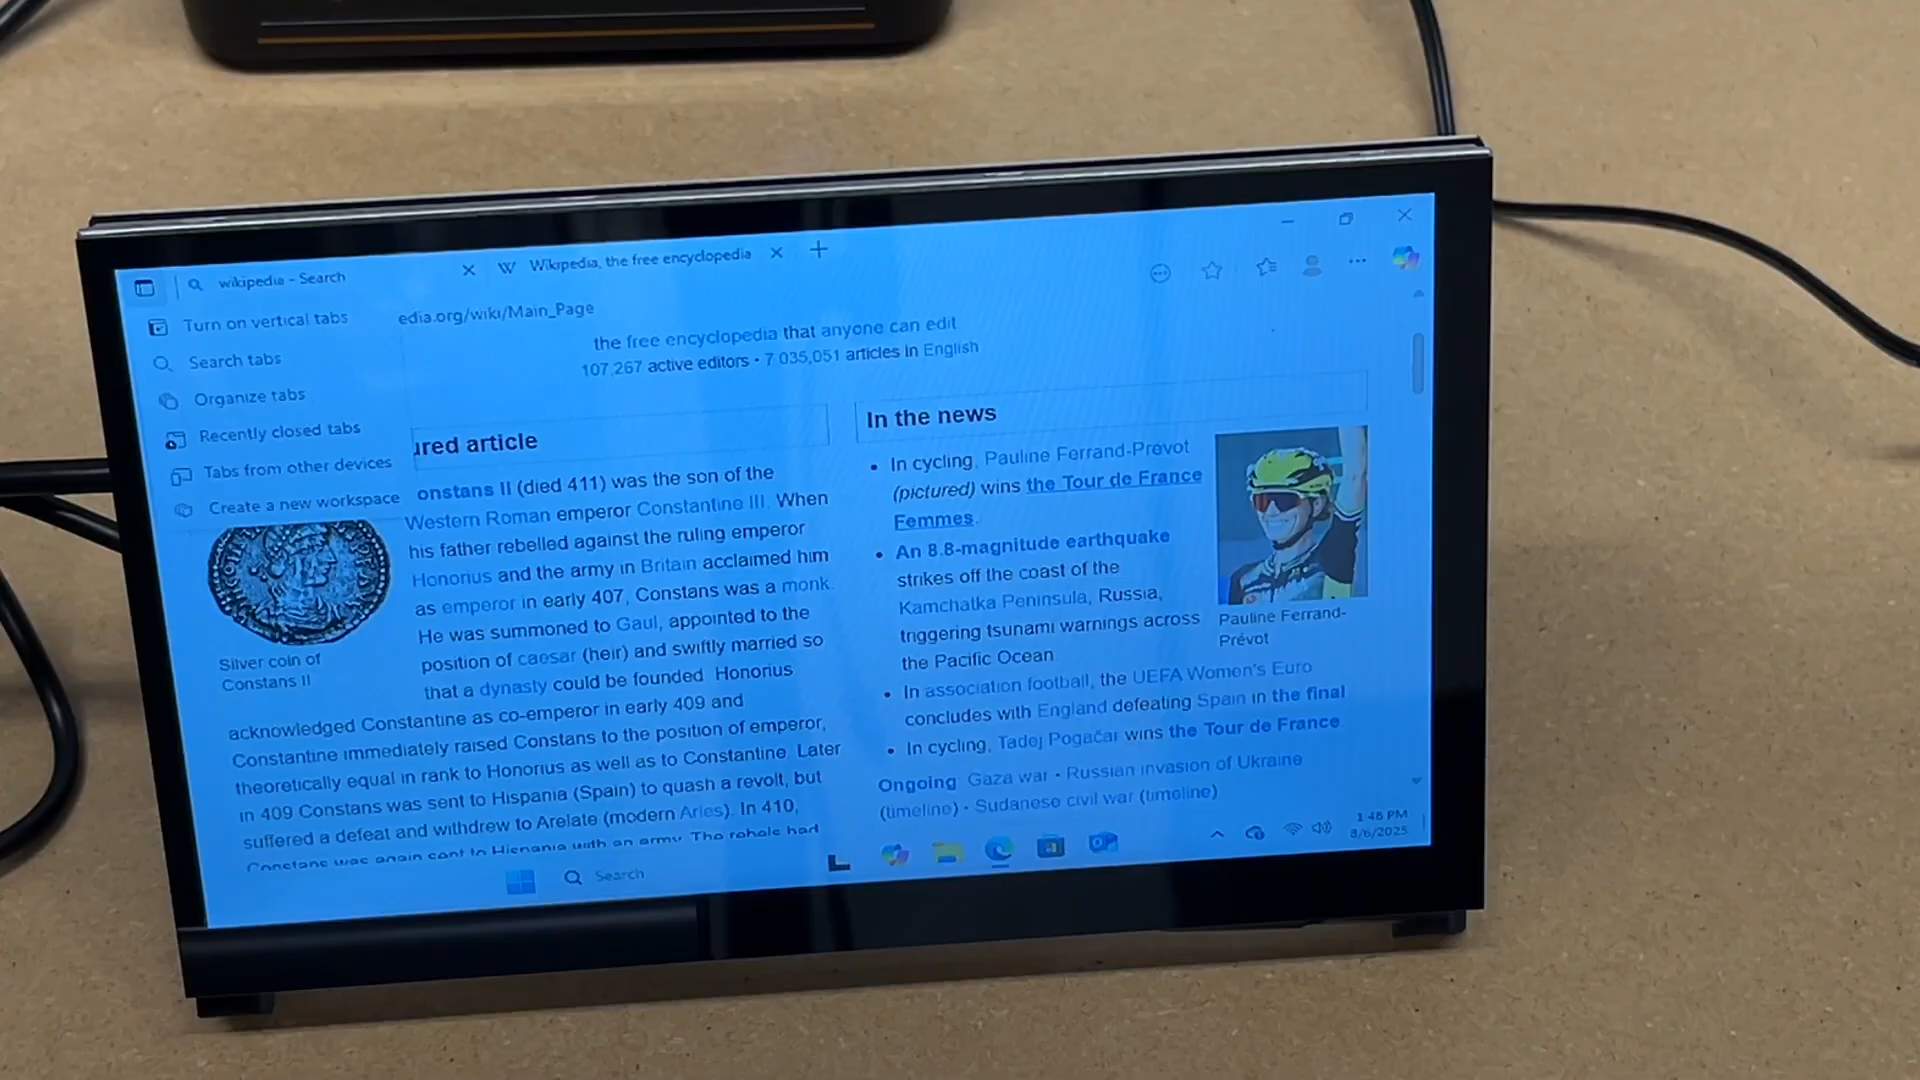 wikipedia - Search
Wikipedia, the free encyclopedia
Turn on vertical tabs
Search tabs
Organize tabs
Recently closed tabs
Tabs from other devices
Create a new workspace
edia.org/wiki/Main_Page
the free encyclopedia that anyone can edit
107,267 active editors • 7,035,051 articles in English
ured article
onstans II (died 411) was the son of the
Western Roman emperor Constantine III. When
his father rebelled against the ruling emperor
Honorius and the army in Britain acclaimed him
as emperor in early 407, Constans was a monk.
He was summoned to Gaul, appointed to the
position of caesar (heir) and swiftly married so
that a dynasty could be founded. Honorius
Silver coin of
Constans II
acknowledged Constantine as co-emperor in early 409 and
Constantine immediately raised Constans to the position of emperor,
theoretically equal in rank to Honorius as well as to Constantine. Later
in 409 Constans was sent to Hispania (Spain) to quash a revolt, but
suffered a defeat and withdrew to Arelate (modern Arles). In 410,
Constans was again sent to Hispania with an army. The rebels had
In the news
• In cycling, Pauline Ferrand-Prévot
(pictured) wins the Tour de France
Femmes.
• An 8.8-magnitude earthquake
strikes off the coast of the
Kamchatka Peninsula, Russia,
triggering tsunami warnings across
the Pacific Ocean.
• In association football, the UEFA Women's Euro
concludes with England defeating Spain in the final.
• In cycling, Tadej Pogačar wins the Tour de France.
Pauline Ferrand-
Prévot
Ongoing: Gaza war • Russian invasion of Ukraine
(timeline) • Sudanese civil war (timeline)
Search
1:48 PM
8/6/2025